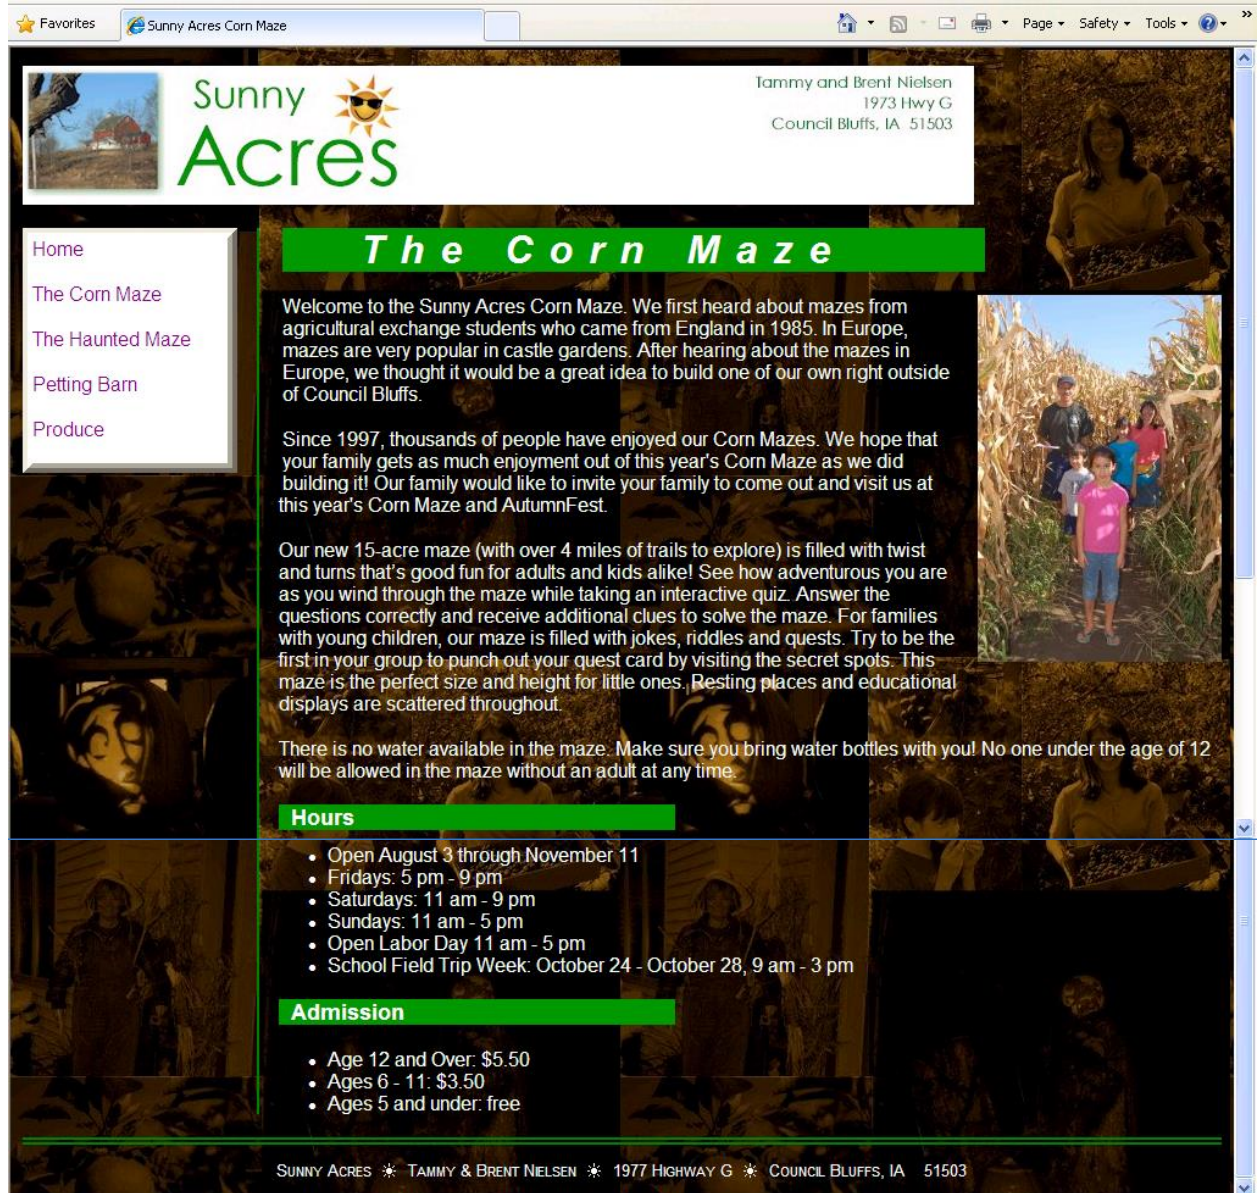 Favorites
Sunny Acres Corn Maze
Page
Safety
Tools
»
Sunny
Acres
Tammy and Brent Nielsen
1973 Hwy G
Council Bluffs, IA 51503
Home
The Corn Maze
The Haunted Maze
Petting Barn
Produce
The Corn Maze
Welcome to the Sunny Acres Corn Maze. We first heard about mazes from
agricultural exchange students who came from England in 1985. In Europe,
mazes are very popular in castle gardens. After hearing about the mazes in
Europe, we thought it would be a great idea to build one of our own right outside
of Council Bluffs.
Since 1997, thousands of people have enjoyed our Corn Mazes. We hope that
your family gets as much enjoyment out of this year's Corn Maze as we did
building it! Our family would like to invite your family to come out and visit us at
this year's Corn Maze and AutumnFest.
Our new 15-acre maze (with over 4 miles of trails to explore) is filled with twist
and turns that's good fun for adults and kids alike! See how adventurous you are
as you wind through the maze while taking an interactive quiz. Answer the
questions correctly and receive additional clues to solve the maze. For families
with young children, our maze is filled with jokes, riddles and quests. Try to be the
first in your group to punch out your quest card by visiting the secret spots. This
maze is the perfect size and height for little ones. Resting places and educational
displays are scattered throughout.
There is no water available in the maze. Make sure you bring water bottles with you! No one under the age of 12
will be allowed in the maze without an adult at any time.
Hours
• Open August 3 through November 11
• Fridays: 5 pm - 9 pm
• Saturdays: 11 am - 9 pm
• Sundays: 11 am - 5 pm
• Open Labor Day 11 am - 5 pm
• School Field Trip Week: October 24 - October 28, 9 am - 3 pm
Admission
• Age 12 and Over: $5.50
• Ages 6 - 11: $3.50
• Ages 5 and under: free
SUNNY ACRES ☀ TAMMY & BRENT NIELSEN ☀ 1977 HIGHWAY G ☀ COUNCIL BLUFFS, IA 51503